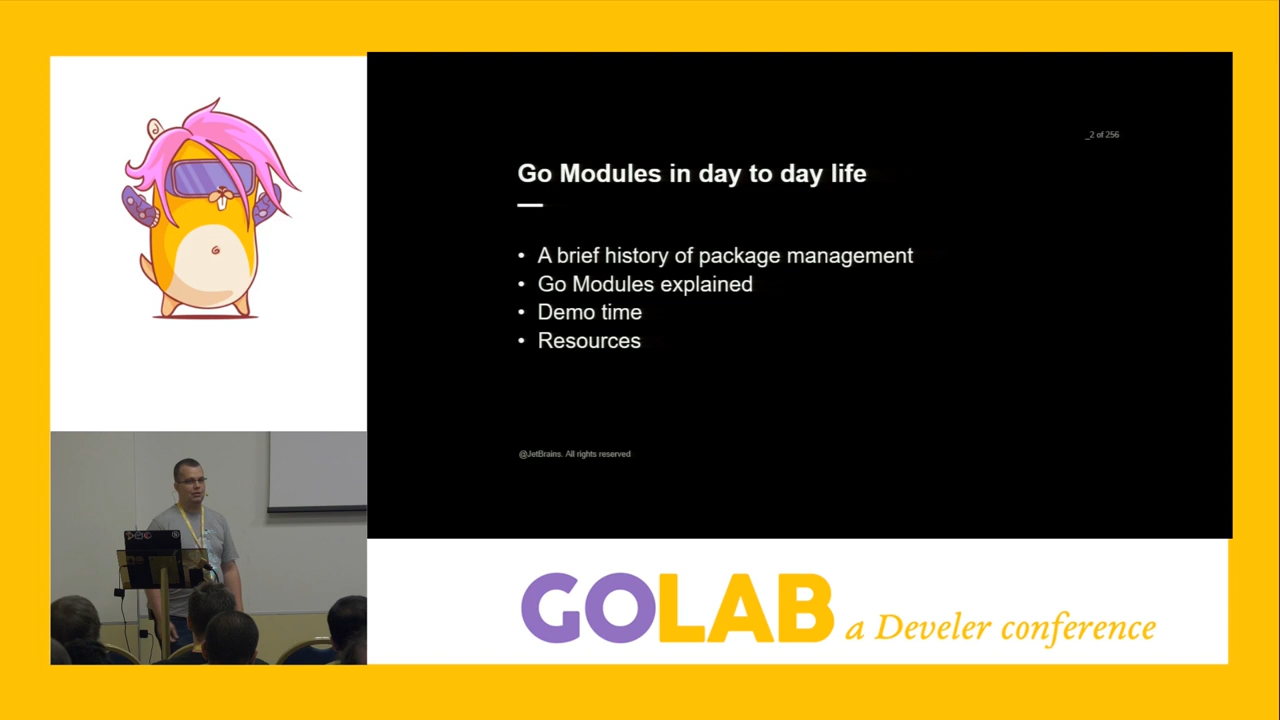 _2 of 256
Go Modules in day to day life
• A brief history of package management
• Go Modules explained
• Demo time
• Resources
@JetBrains. All rights reserved
GOLAB a Develer conference